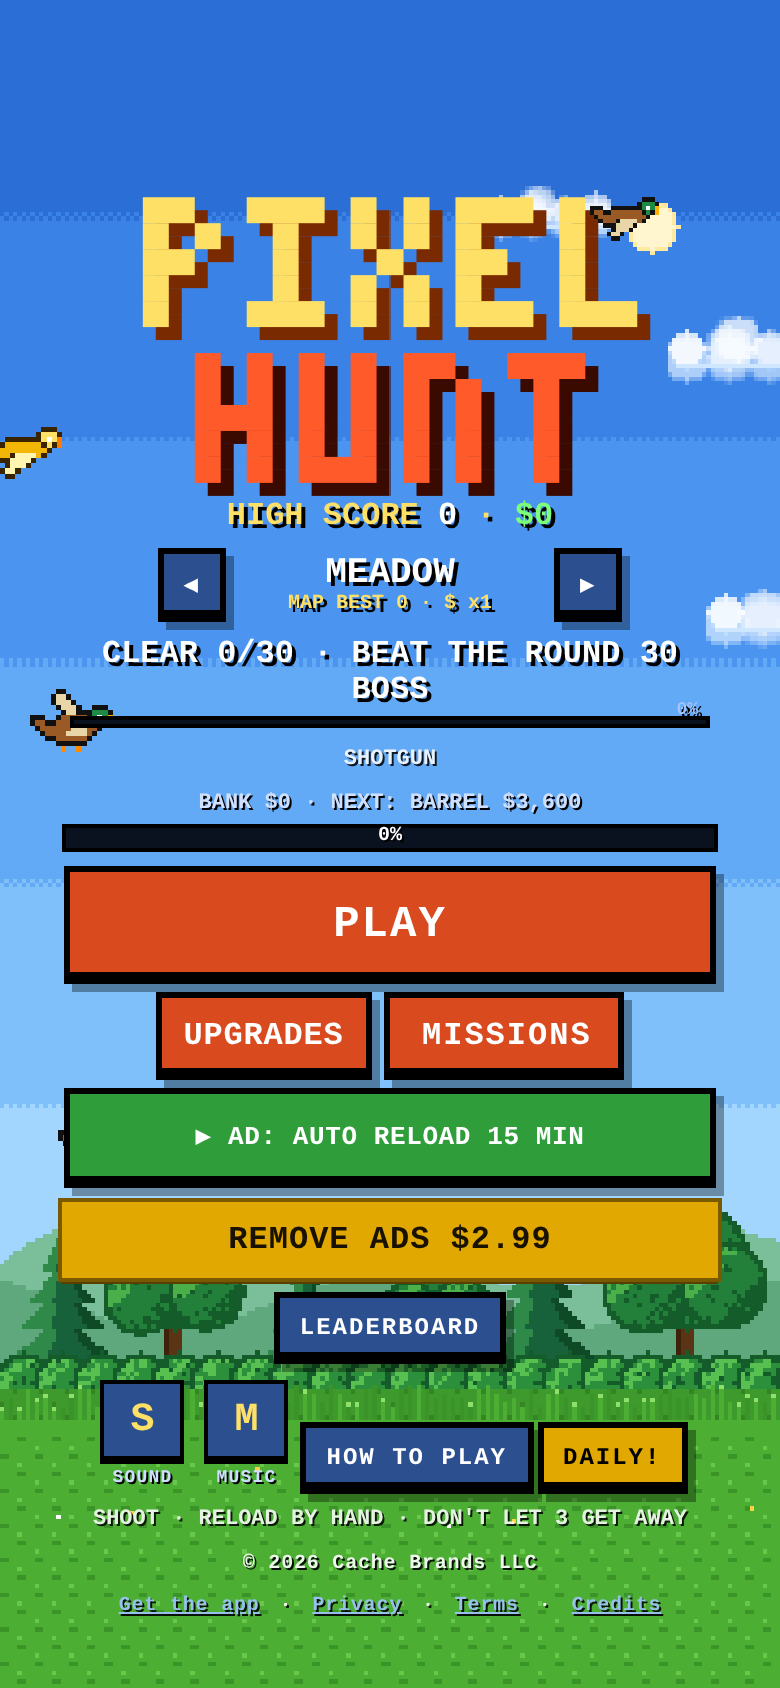 PIXEL
HUNT
HIGH SCORE 0 · $0
◄ MEADOW ►
MAP BEST 0 · $ x1
CLEAR 0/30 · BEAT THE ROUND 30
BOSS
0%
SHOTGUN
BANK $0 · NEXT: BARREL $3,600
0%
PLAY
UPGRADES MISSIONS
► AD: AUTO RELOAD 15 MIN
REMOVE ADS $2.99
LEADERBOARD
S M
HOW TO PLAY DAILY!
SOUND MUSIC
SHOOT · RELOAD BY HAND · DON'T LET 3 GET AWAY
© 2026 Cache Brands LLC
Get the app · Privacy · Terms · Credits